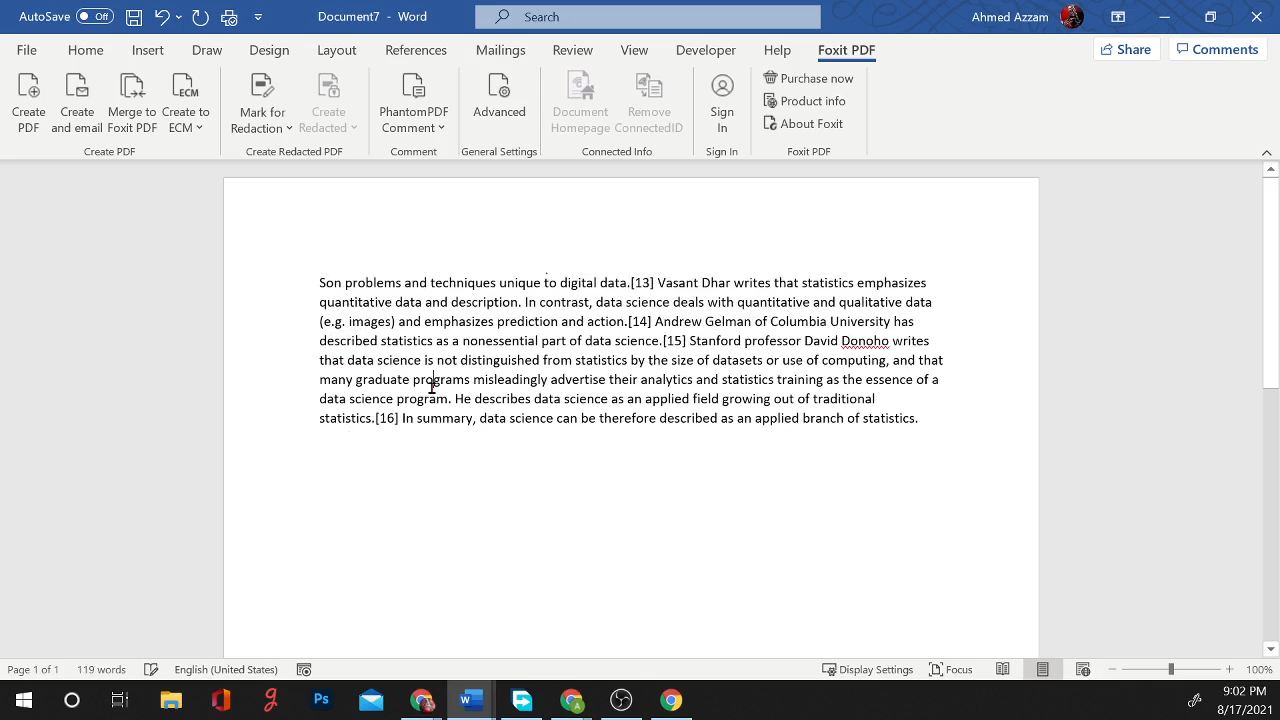 AutoSave Off Document7 - Word Search Ahmed Azzam
File Home Insert Draw Design Layout References Mailings Review View Developer Help Foxit PDF Share Comments
Create PDF
Create and email
Merge to Foxit PDF
Create to ECM
Mark for Redaction
Create Redacted
PhantomPDF Comment
Advanced
Document Homepage
Remove ConnectedID
Sign In
Purchase now
Product info
About Foxit
Create PDF Create Redacted PDF Comment General Settings Connected Info Sign In Foxit PDF
Son problems and techniques unique to digital data.[13] Vasant Dhar writes that statistics emphasizes
quantitative data and description. In contrast, data science deals with quantitative and qualitative data
(e.g. images) and emphasizes prediction and action.[14] Andrew Gelman of Columbia University has
described statistics as a nonessential part of data science.[15] Stanford professor David Donoho writes
that data science is not distinguished from statistics by the size of datasets or use of computing, and that
many graduate programs misleadingly advertise their analytics and statistics training as the essence of a
data science program. He describes data science as an applied field growing out of traditional
statistics.[16] In summary, data science can be therefore described as an applied branch of statistics.
Page 1 of 1 119 words English (United States) Display Settings Focus 100%
9:02 PM
8/17/2021